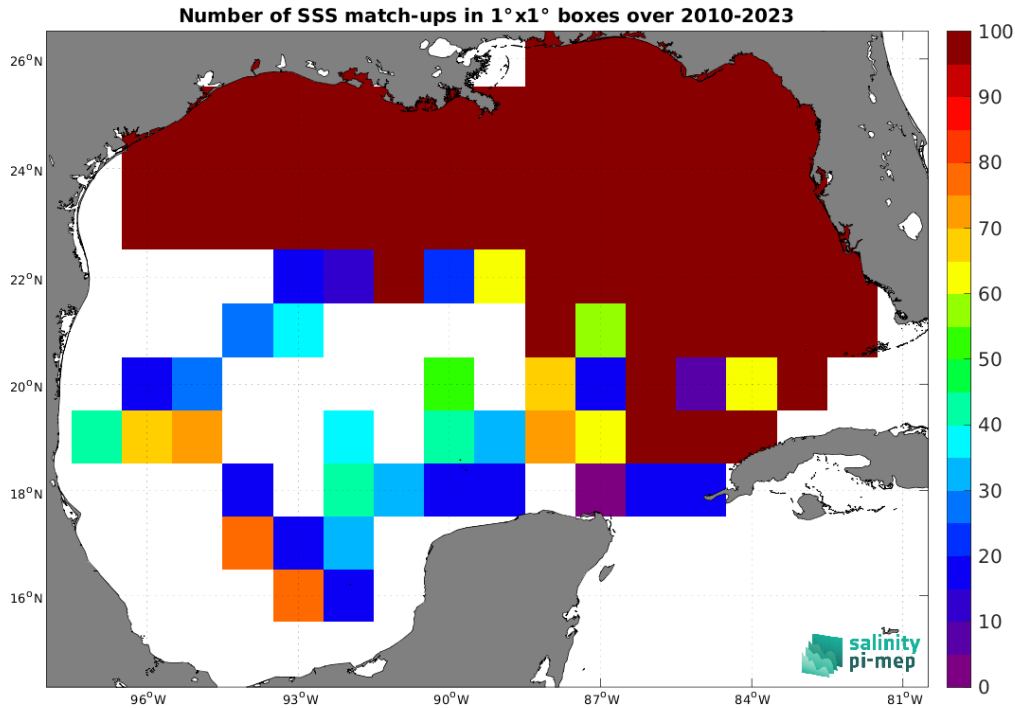 Number of SSS match-ups in 1°x1° boxes over 2010-2023
26°N
24°N
22°N
20°N
18°N
16°N
96°W
93°W
90°W
87°W
84°W
81°W
100
90
80
70
60
50
40
30
20
10
0
salinity
pi-mep